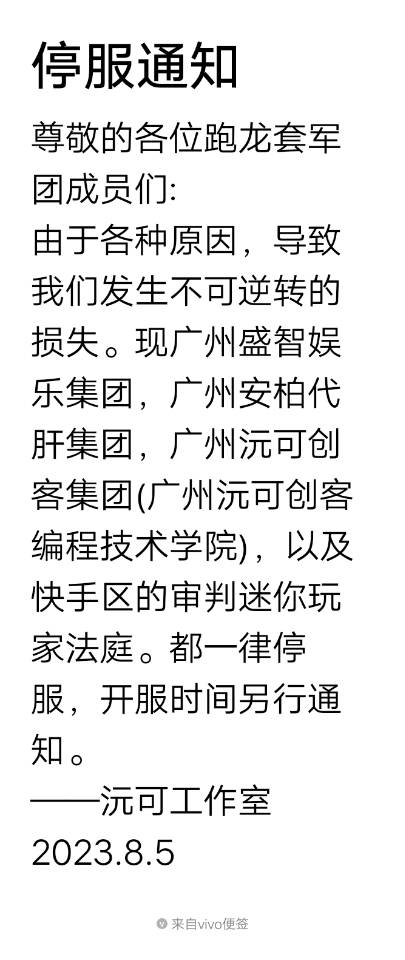 停服通知
尊敬的各位跑龙套军
团成员们:
由于各种原因，导致
我们发生不可逆转的
损失。现广州盛智娱
乐集团，广州安柏代
肝集团，广州沅可创
客集团(广州沅可创客
编程技术学院)，以及
快手区的审判迷你玩
家法庭。都一律停
服，开服时间另行通
知。
——沅可工作室
2023.8.5
来自vivo便签